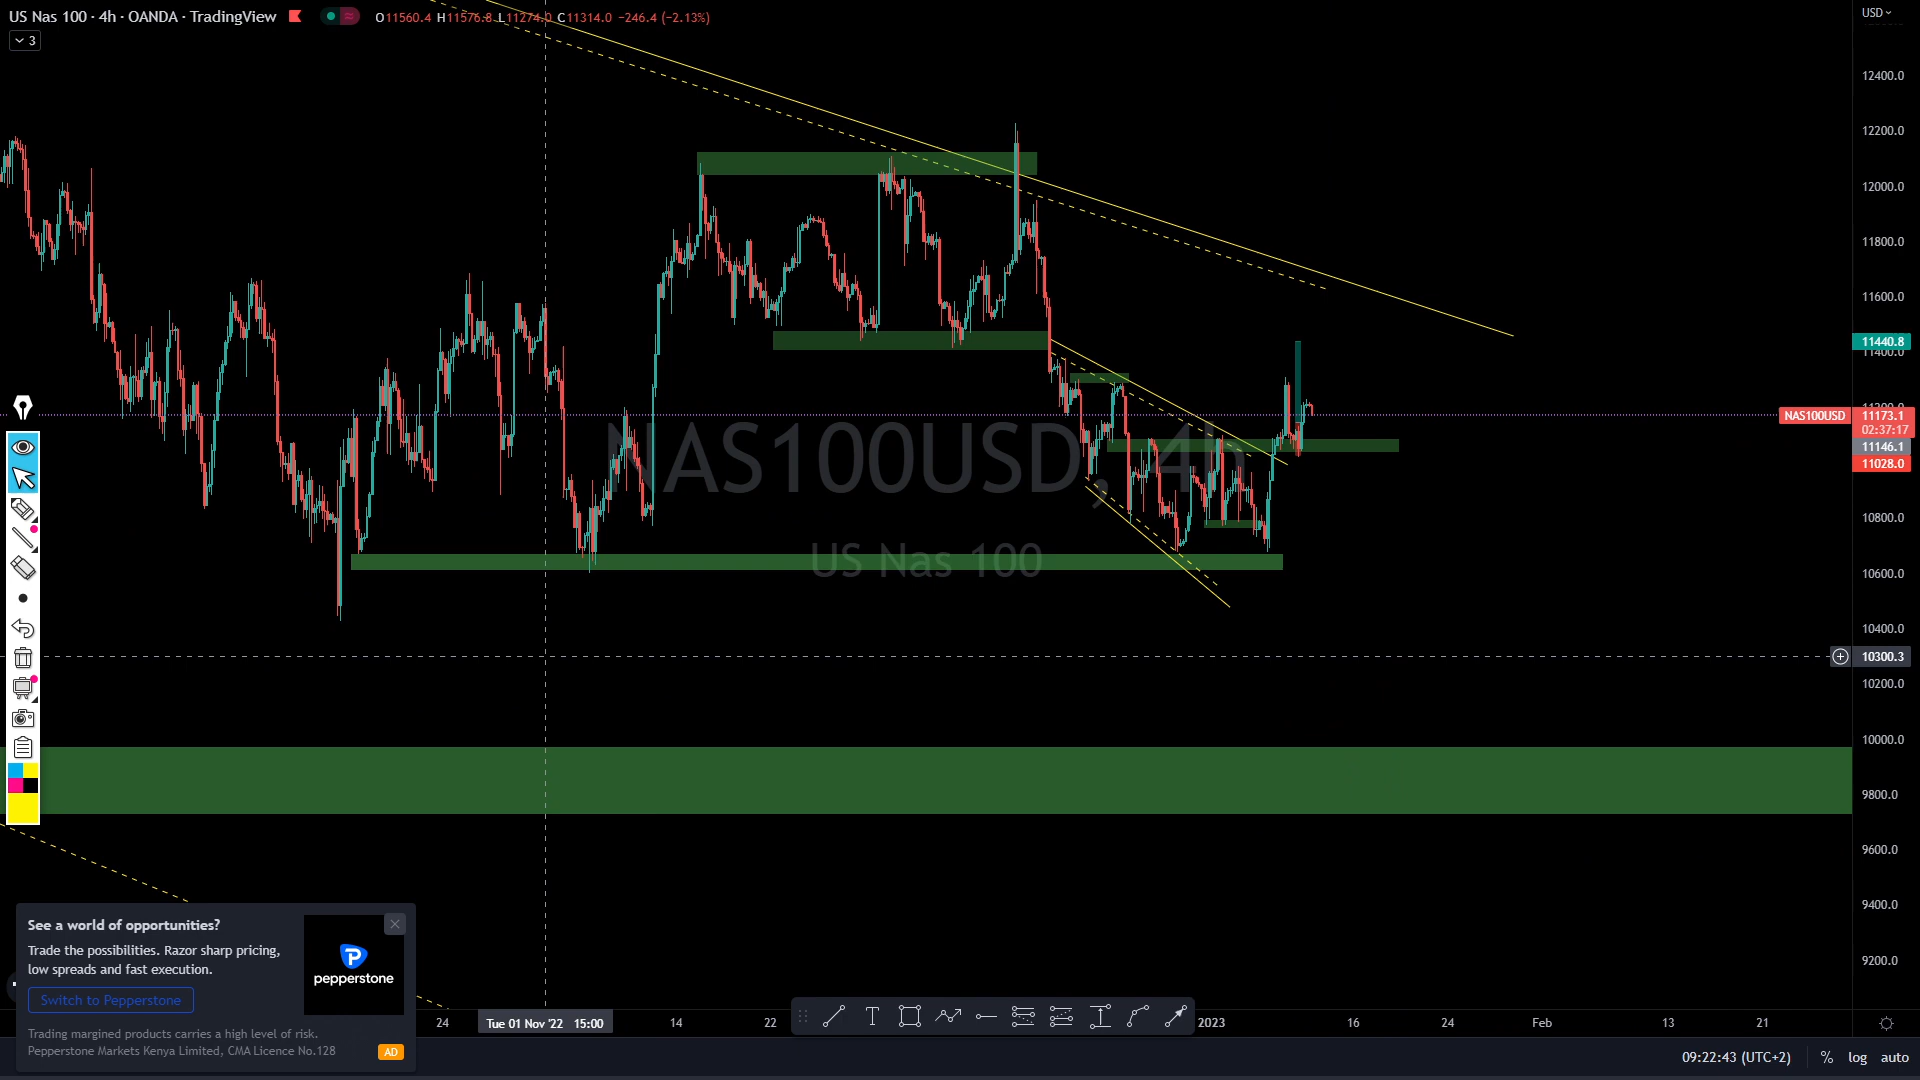 US Nas 100 · 4h · OANDA · TradingView
O11560.4 H11576.8 L11274.0 C11314.0 −246.4 (−2.13%)
3
USD
12400.0
12200.0
12000.0
11800.0
11600.0
11440.8
11400.0
NAS100USD 11173.1
02:37:17
11146.1
11028.0
10800.0
10600.0
10400.0
10300.3
10200.0
10000.0
9800.0
9600.0
9400.0
9200.0
NAS100USD, 4h
US Nas 100
See a world of opportunities?
Trade the possibilities. Razor sharp pricing,
low spreads and fast execution.
pepperstone
Switch to Pepperstone
Trading margined products carries a high level of risk.
Pepperstone Markets Kenya Limited, CMA Licence No.128
AD
24 Tue 01 Nov '22 15:00 14 22 2023 16 24 Feb 13 21
09:22:43 (UTC+2) % log auto